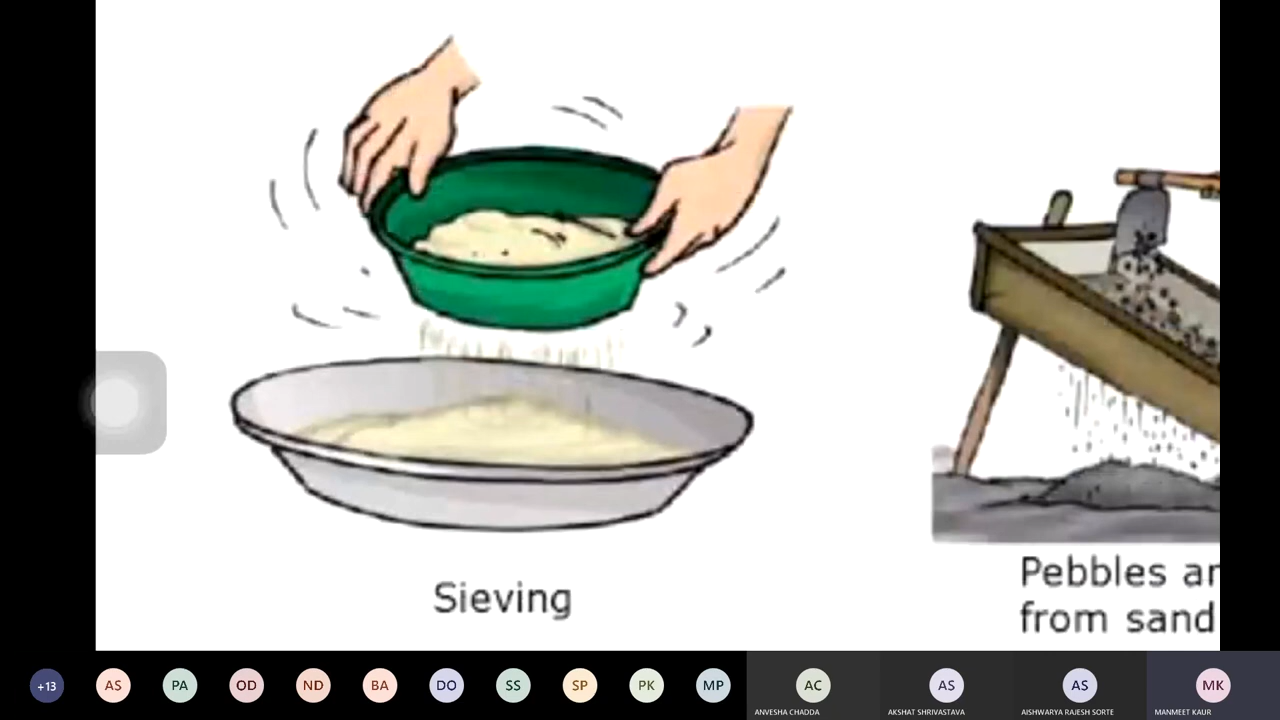 Sieving
Pebbles ar
from sand
+13 AS PA OD ND BA DO SS SP PK MP AC AS AS MK
ANVESHA CHADDA AKSHAT SHRIVASTAVA AISHWARYA RAJESH SORTE MANMEET KAUR